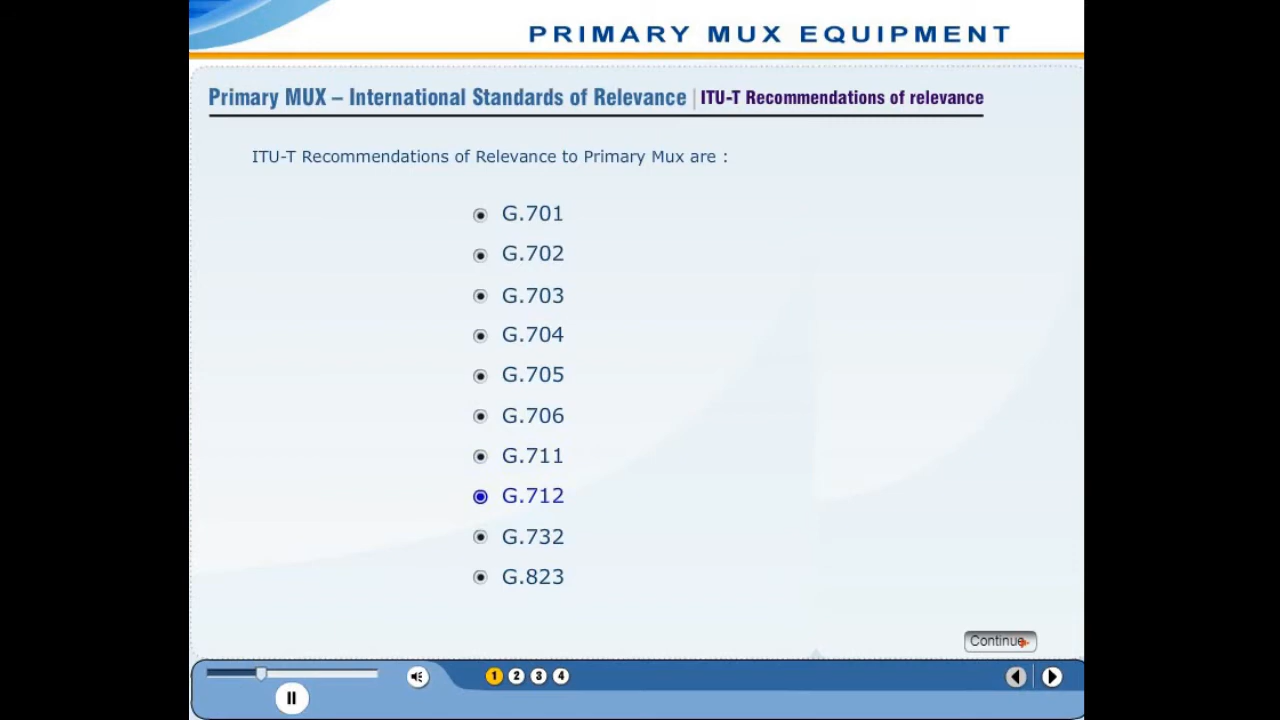 PRIMARY MUX EQUIPMENT
Primary MUX – International Standards of Relevance | ITU-T Recommendations of relevance
ITU-T Recommendations of Relevance to Primary Mux are :
G.701
G.702
G.703
G.704
G.705
G.706
G.711
G.712
G.732
G.823
Continue
1 2 3 4